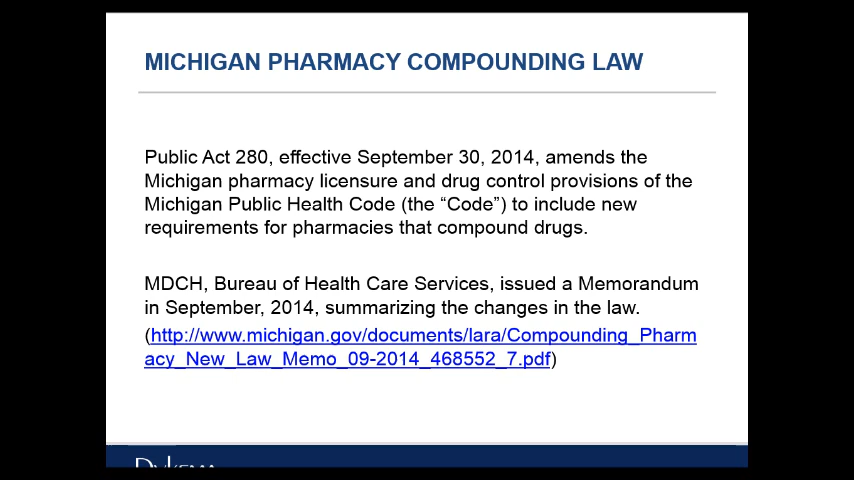 MICHIGAN PHARMACY COMPOUNDING LAW
Public Act 280, effective September 30, 2014, amends the
Michigan pharmacy licensure and drug control provisions of the
Michigan Public Health Code (the “Code”) to include new
requirements for pharmacies that compound drugs.
MDCH, Bureau of Health Care Services, issued a Memorandum
in September, 2014, summarizing the changes in the law.
(http://www.michigan.gov/documents/lara/Compounding_Pharm
acy_New_Law_Memo_09-2014_468552_7.pdf)